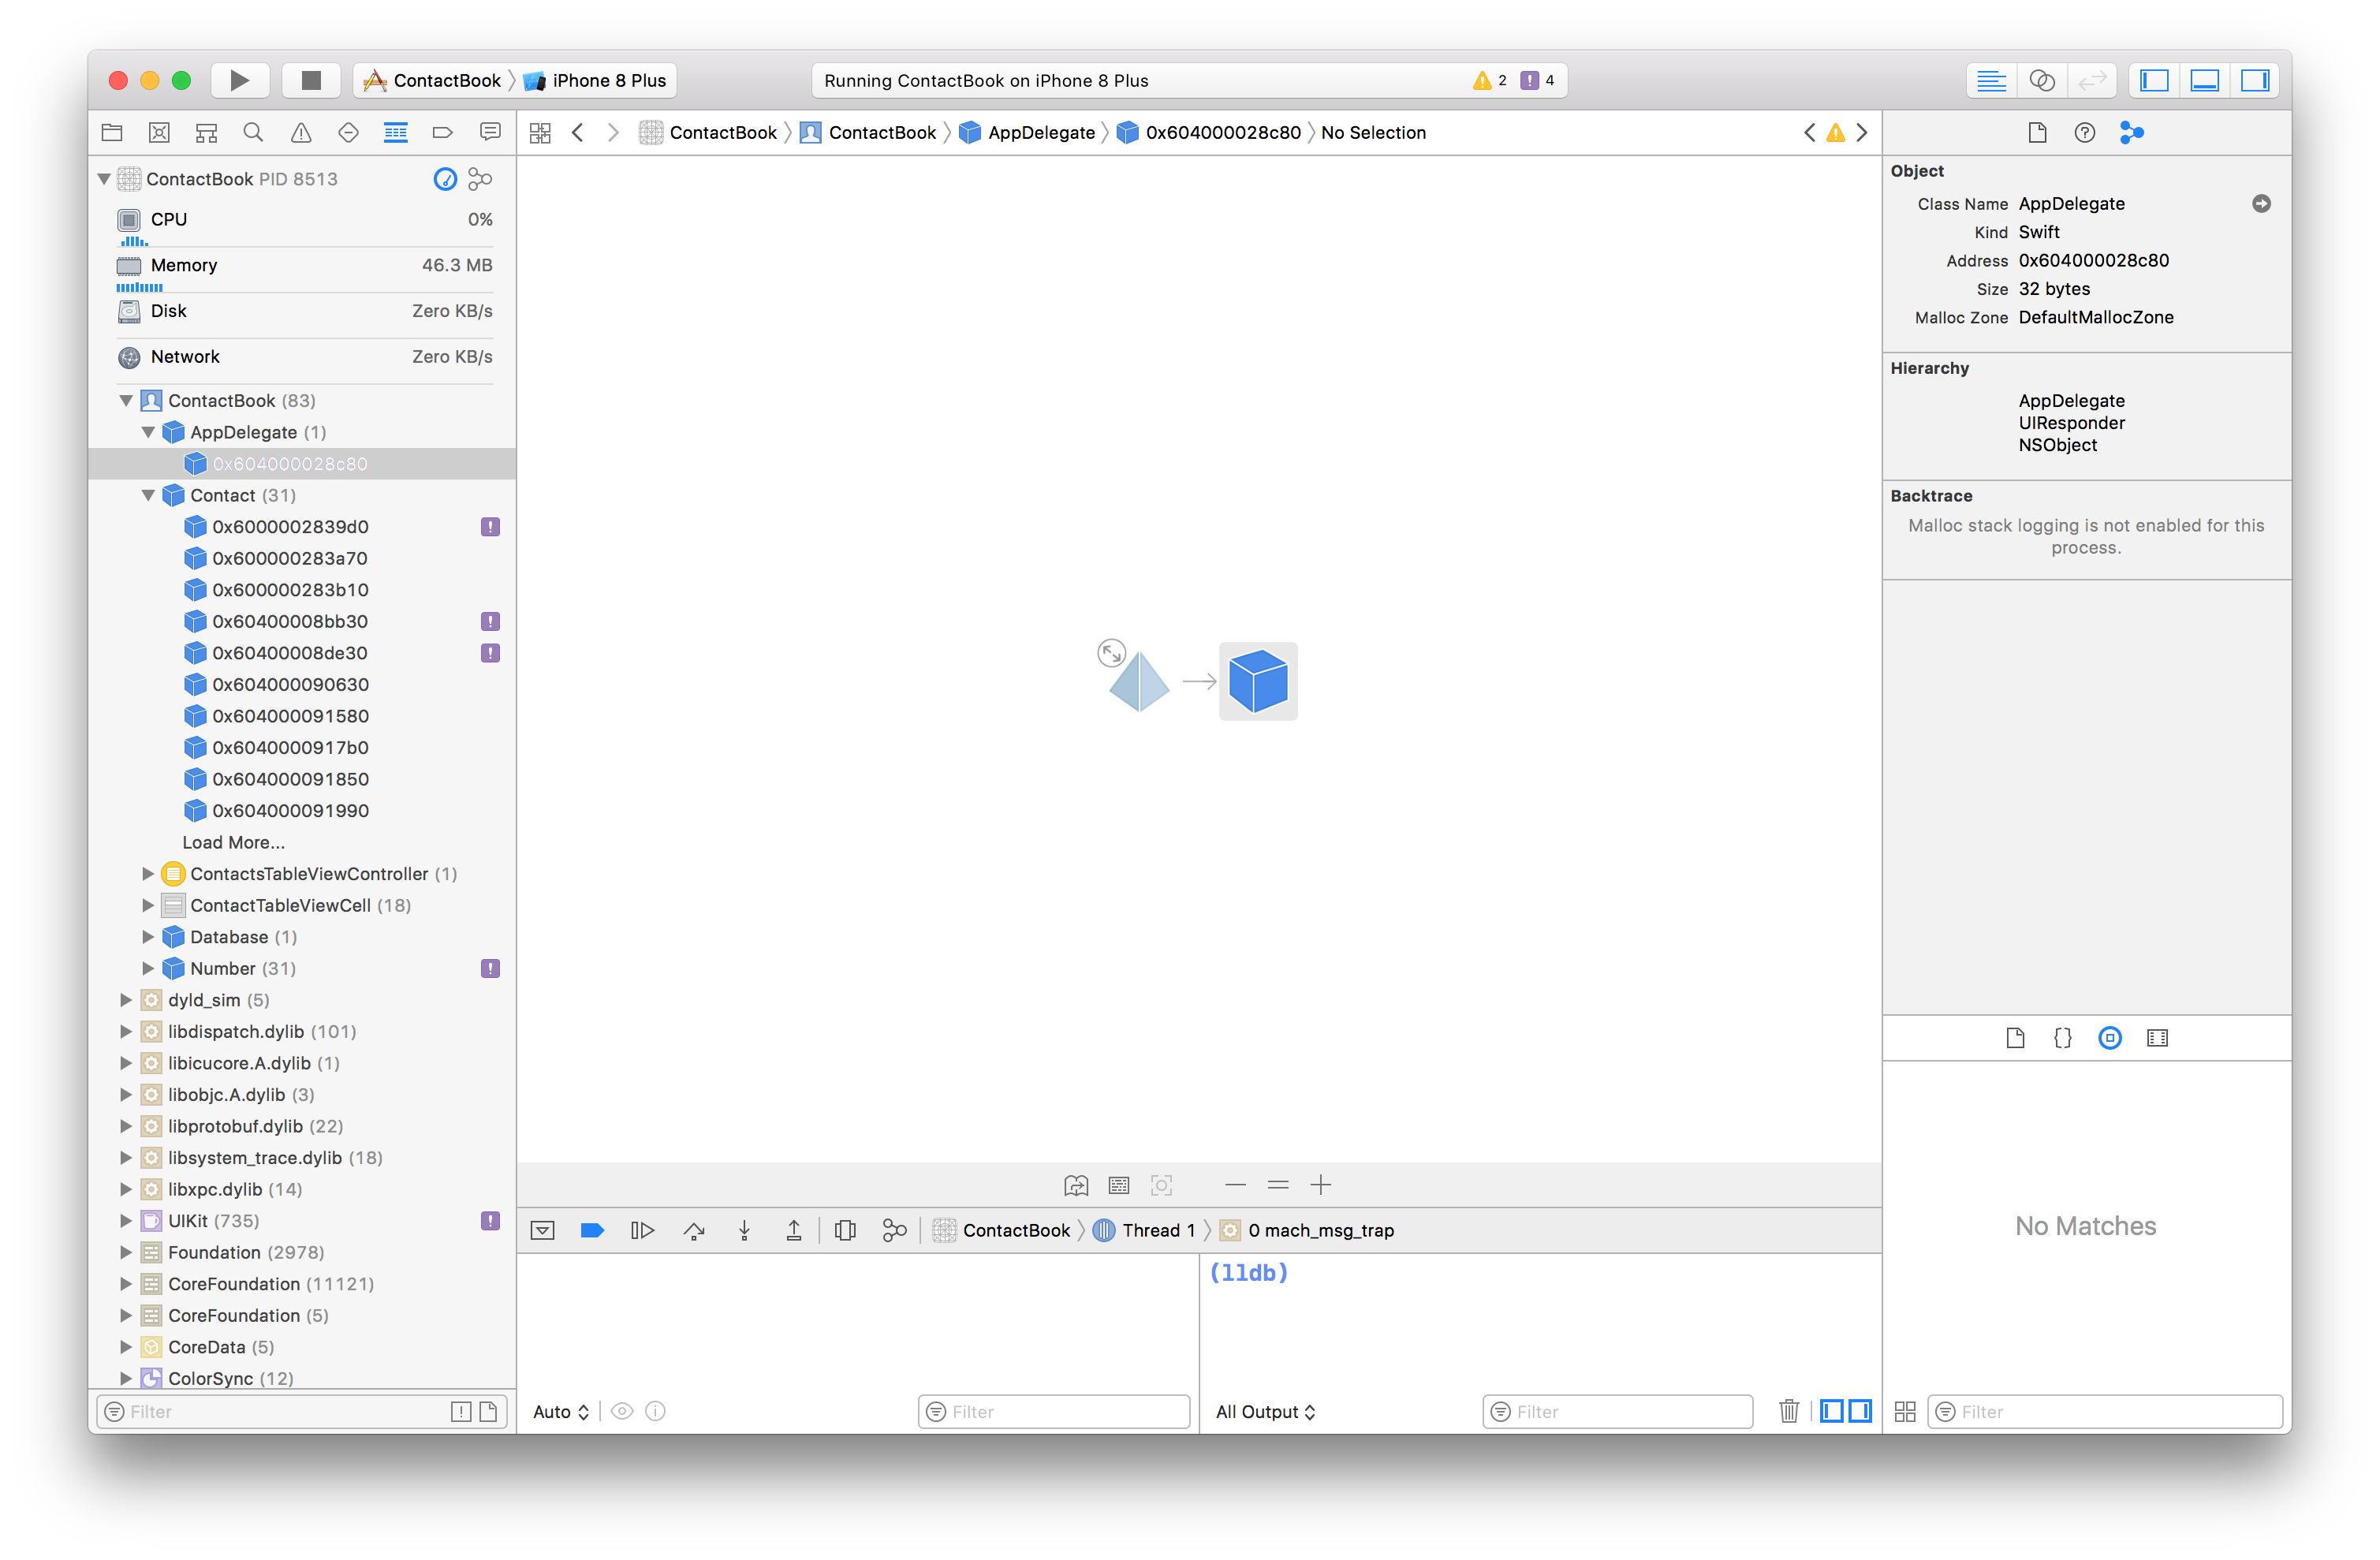 ContactBook iPhone 8 Plus
Running ContactBook on iPhone 8 Plus 2 4
ContactBook ContactBook AppDelegate 0x604000028c80 No Selection
ContactBook PID 8513
CPU 0%
Memory 46.3 MB
Disk Zero KB/s
Network Zero KB/s
ContactBook (83)
AppDelegate (1)
0x604000028c80
Contact (31)
0x6000002839d0
0x600000283a70
0x600000283b10
0x60400008bb30
0x60400008de30
0x604000090630
0x604000091580
0x6040000917b0
0x604000091850
0x604000091990
Load More...
ContactsTableViewController (1)
ContactTableViewCell (18)
Database (1)
Number (31)
dyld_sim (5)
libdispatch.dylib (101)
libicucore.A.dylib (1)
libobjc.A.dylib (3)
libprotobuf.dylib (22)
libsystem_trace.dylib (18)
libxpc.dylib (14)
UIKit (735)
Foundation (2978)
CoreFoundation (11121)
CoreFoundation (5)
CoreData (5)
ColorSync (12)
Filter
ContactBook Thread 1 0 mach_msg_trap
(lldb)
Auto
Filter
All Output
Filter
Object
Class Name AppDelegate
Kind Swift
Address 0x604000028c80
Size 32 bytes
Malloc Zone DefaultMallocZone
Hierarchy
AppDelegate
UIResponder
NSObject
Backtrace
Malloc stack logging is not enabled for this
process.
No Matches
Filter